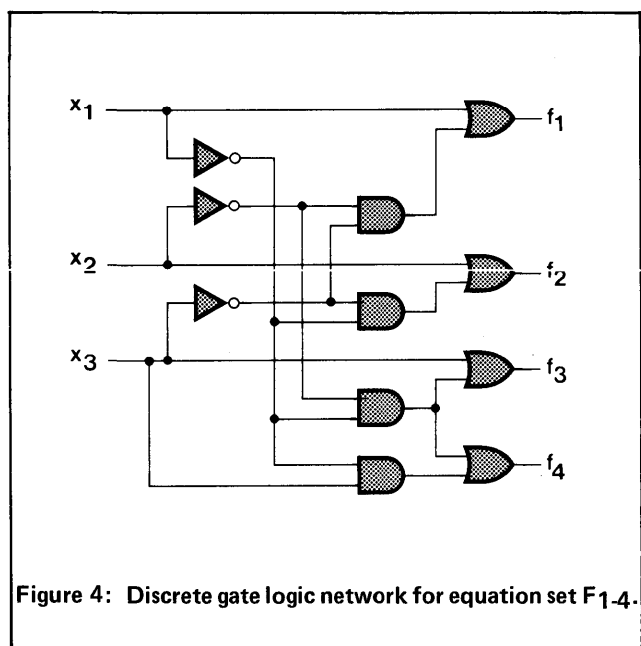 x1
f1
x2
f2
x3
f3
f4
Figure 4: Discrete gate logic network for equation set F1-4.